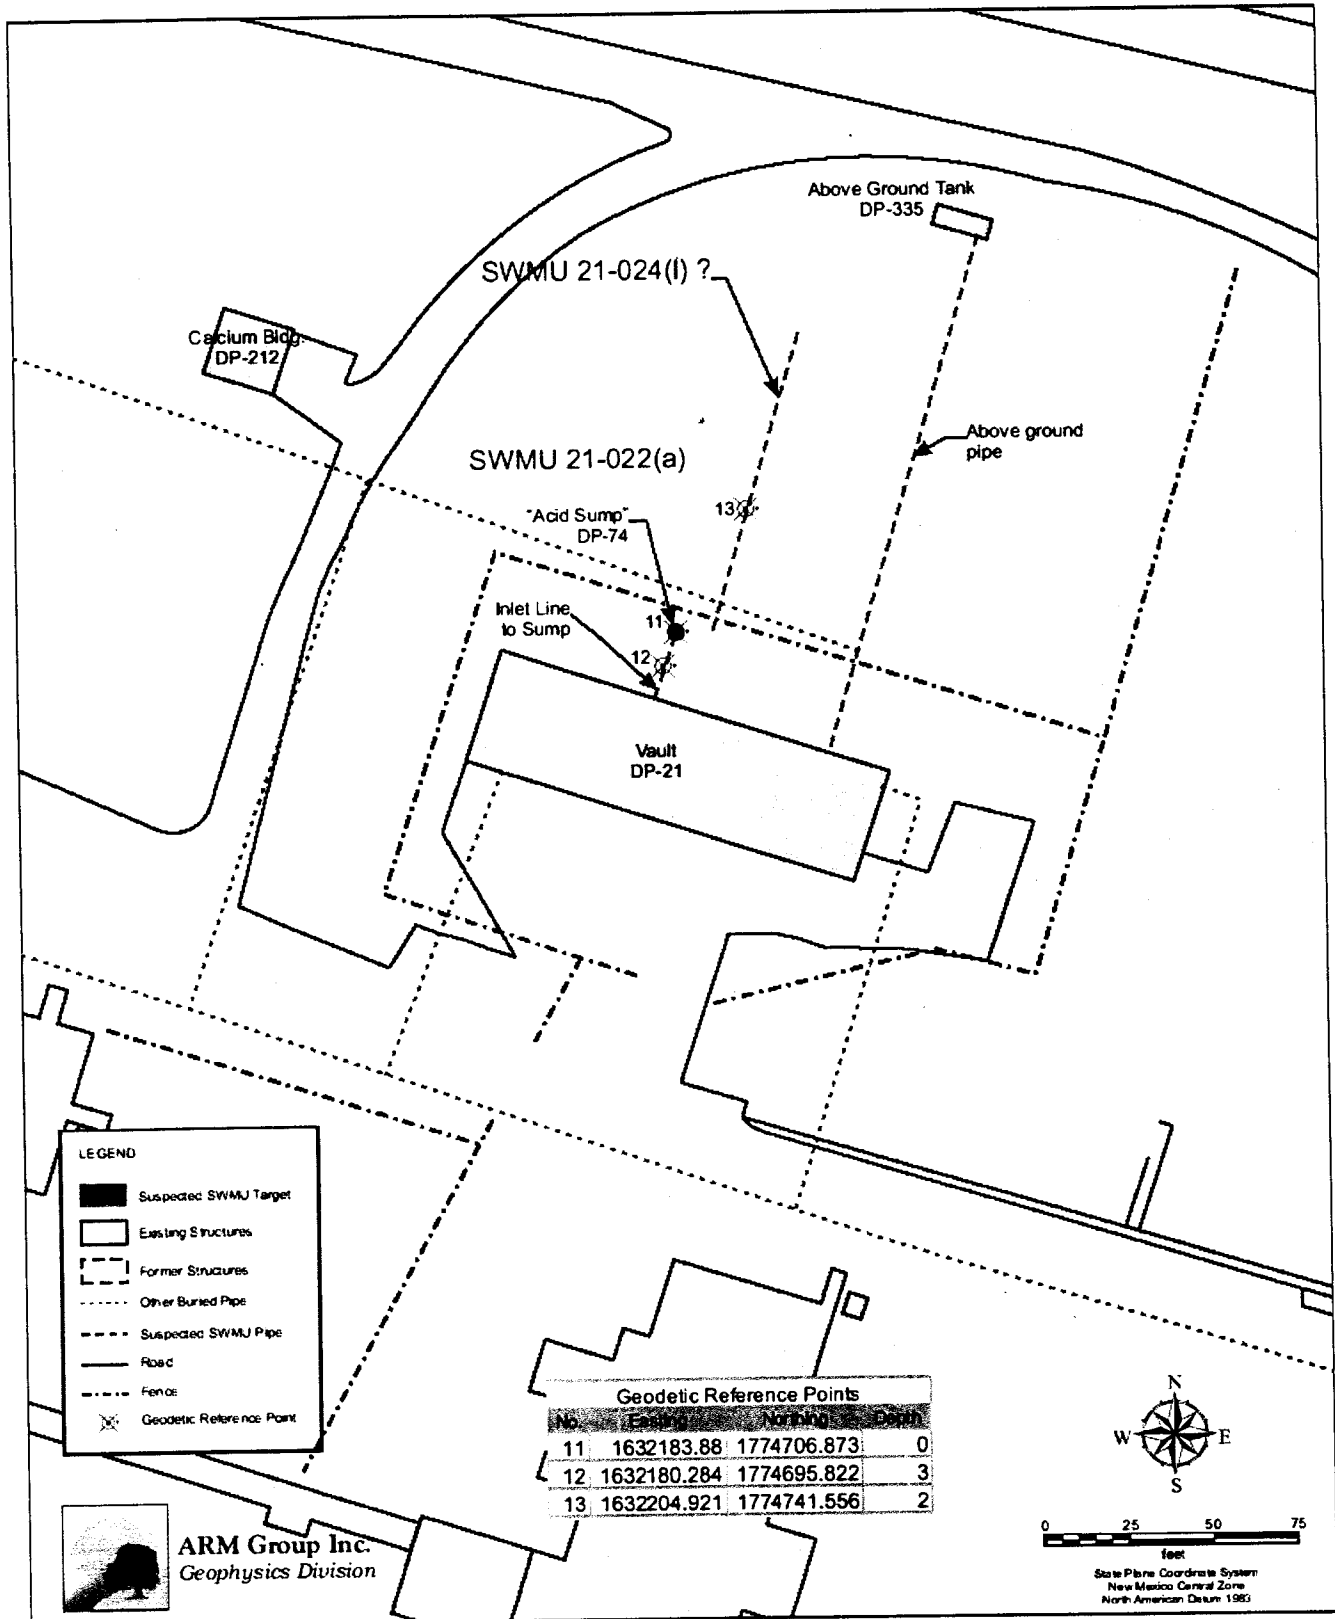 Above Ground Tank
DP-335
SWMU 21-024(l) ?
Calcium Bldg.
DP-212
Above ground
pipe
SWMU 21-022(a)
13
"Acid Sump"
DP-74
Inlet Line
to Sump
11
12
Vault
DP-21
LEGEND
Suspected SWMU Target
Existing Structures
Former Structures
Other Buried Pipe
Suspected SWMU Pipe
Road
Fence
Geodetic Reference Point
Geodetic Reference Points
No. Easting Northing Depth
11 1632183.88 1774706.873 0
12 1632180.284 1774695.822 3
13 1632204.921 1774741.556 2
N
W E
S
0 25 50 75
feet
State Plane Coordinate System
New Mexico Central Zone
North American Datum 1983
ARM Group Inc.
Geophysics Division